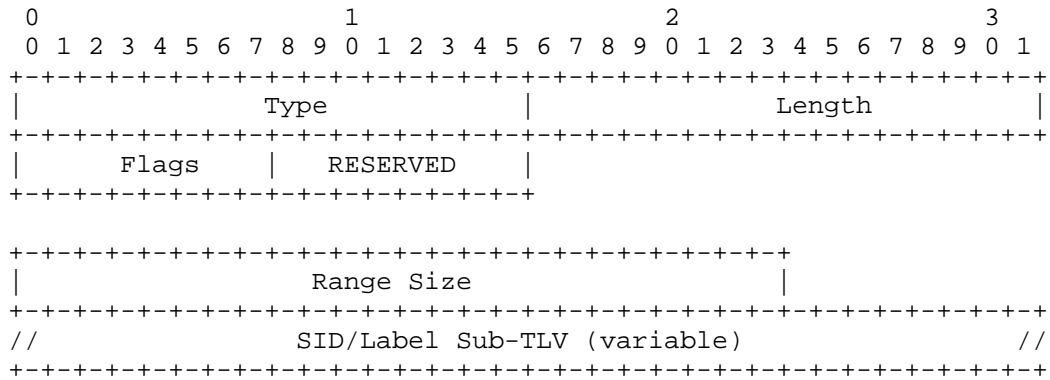 0                   1                   2                   3
 0 1 2 3 4 5 6 7 8 9 0 1 2 3 4 5 6 7 8 9 0 1 2 3 4 5 6 7 8 9 0 1
+-+-+-+-+-+-+-+-+-+-+-+-+-+-+-+-+-+-+-+-+-+-+-+-+-+-+-+-+-+-+-+-+
|               Type            |               Length          |
+-+-+-+-+-+-+-+-+-+-+-+-+-+-+-+-+-+-+-+-+-+-+-+-+-+-+-+-+-+-+-+-+
|      Flags    |   RESERVED    |
+-+-+-+-+-+-+-+-+-+-+-+-+-+-+-+-+

+-+-+-+-+-+-+-+-+-+-+-+-+-+-+-+-+-+-+-+-+-+-+-+-+
|                  Range Size                   |
+-+-+-+-+-+-+-+-+-+-+-+-+-+-+-+-+-+-+-+-+-+-+-+-+-+-+-+-+-+-+-+-+
//                SID/Label Sub-TLV (variable)                 //
+-+-+-+-+-+-+-+-+-+-+-+-+-+-+-+-+-+-+-+-+-+-+-+-+-+-+-+-+-+-+-+-+